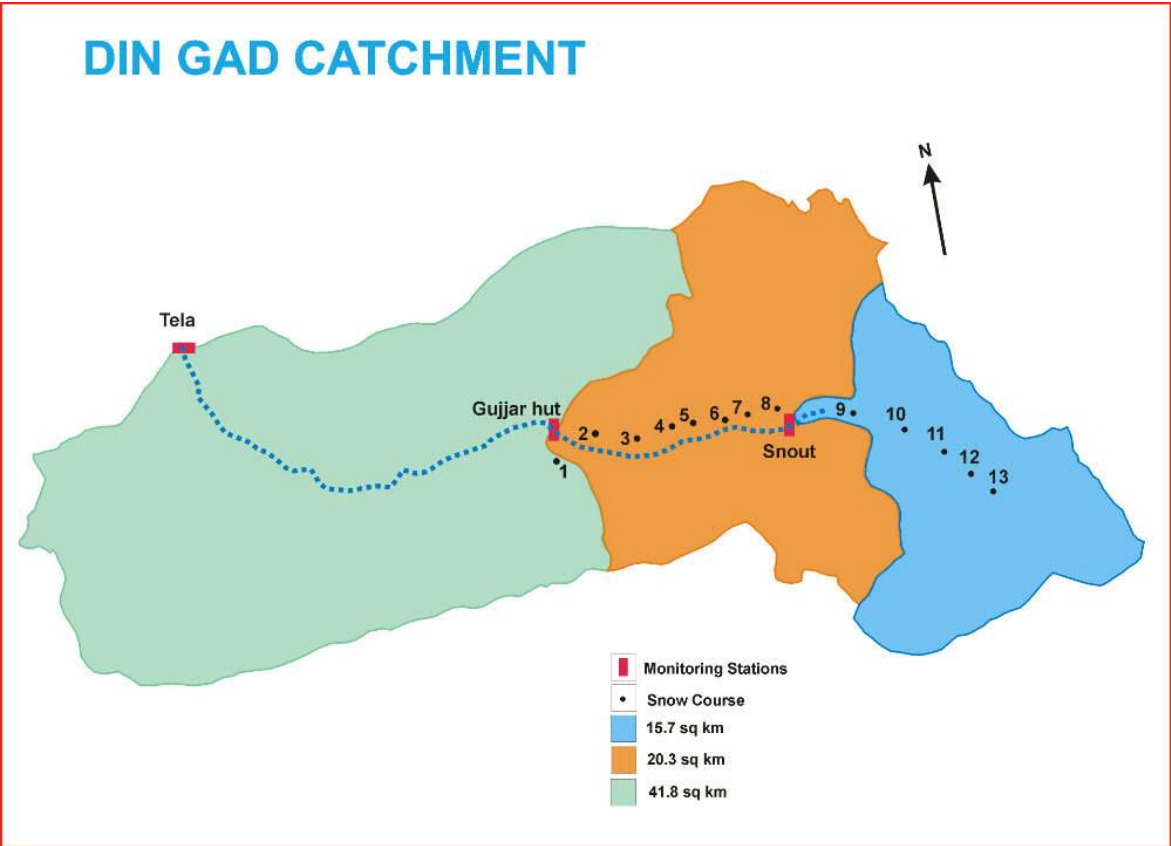 DIN GAD CATCHMENT
N
Tela
Gujjar hut
1
2
3
4
5
6
7
8
9
10
11
12
13
Snout
Monitoring Stations
Snow Course
15.7 sq km
20.3 sq km
41.8 sq km